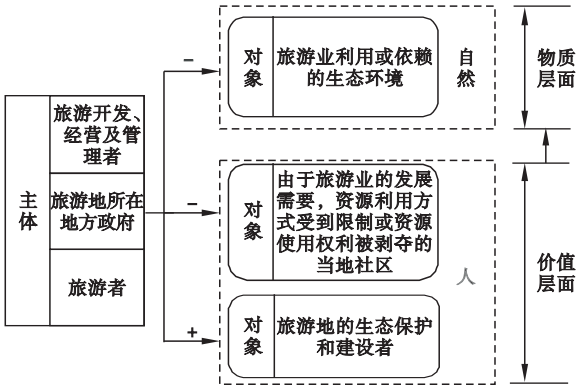 主体
旅游开发、
经营及管
理者
旅游地所在
地方政府
旅游者
−
−
+
对象
旅游业利用或依赖
的生态环境
自然
对象
由于旅游业的发展
需要，资源利用方
式受到限制或资源
使用权利被剥夺的
当地社区
对象
旅游地的生态保护
和建设者
人
物质
层面
价值
层面